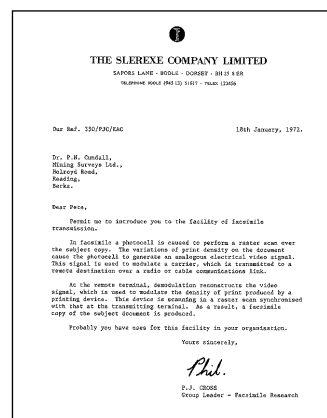 THE SLEREXE COMPANY LIMITED
SAPORS LANE - BOOLE - DORSET - BH 25 8 ER
TELEPHONE BOOLE (945 13) 51617 - TELEX 123456
Our Ref. 350/PJC/EAC
18th January, 1972.
Dr. P.N. Cundall,
Mining Surveys Ltd.,
Holroyd Road,
Reading,
Berks.
Dear Pete,
Permit me to introduce you to the facility of facsimile
transmission.
In facsimile a photocell is caused to perform a raster scan over
the subject copy. The variations of print density on the document
cause the photocell to generate an analogous electrical video signal.
This signal is used to modulate a carrier, which is transmitted to a
remote destination over a radio or cable communications link.
At the remote terminal, demodulation reconstructs the video
signal, which is used to modulate the density of print produced by a
printing device. This device is scanning in a raster scan synchronised
with that at the transmitting terminal. As a result, a facsimile
copy of the subject document is produced.
Probably you have uses for this facility in your organisation.
Yours sincerely,
Phil.
P.J. CROSS
Group Leader - Facsimile Research